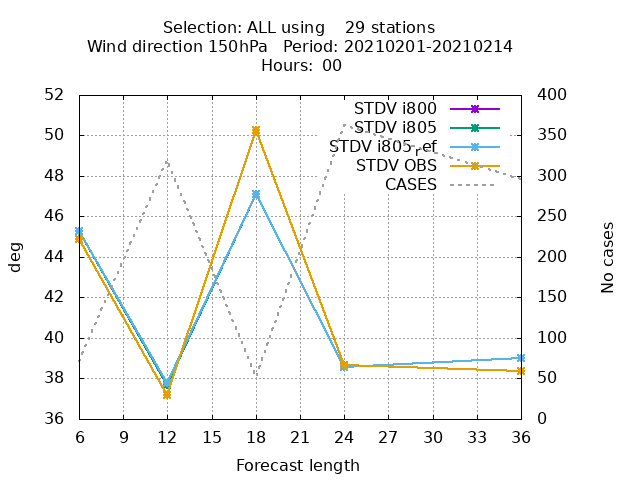 Selection: ALL using    29 stations
Wind direction 150hPa   Period: 20210201-20210214
Hours: 00
52 400
50 350
48 300
46 250
44 200
42 150
40 100
38 50
36 0
STDV i800
STDV i805
STDV i805ref
STDV OBS
CASES
deg
No cases
6 9 12 15 18 21 24 27 30 33 36
Forecast length